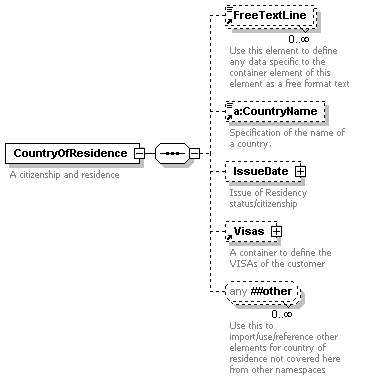 FreeTextLine
0..∞
Use this element to define
any data specific to the
container element of this
element as a free format text
a:CountryName
Specification of the name of
a country.
CountryOfResidence
A citizenship and residence
IssueDate
Issue of Residency
status/citizenship
Visas
A container to define the
VISAs of the customer
any ##other
0..∞
Use this to
import/use/reference other
elements for country of
residence not covered here
from other namespaces